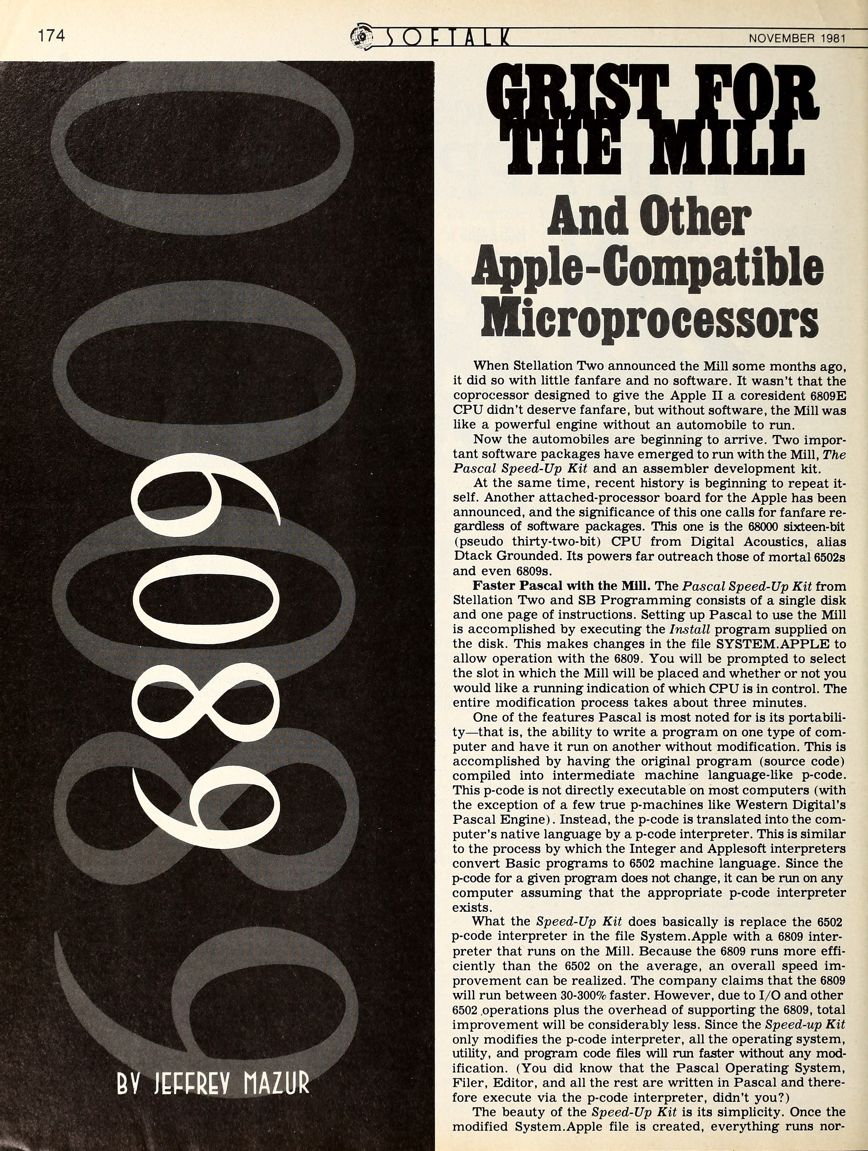 174
SOFTALK
NOVEMBER 1981
68000
6809
BY JEFFREY MAZUR
GRIST FOR
THE MILL
And Other
Apple-Compatible
Microprocessors
When Stellation Two announced the Mill some months ago,
it did so with little fanfare and no software. It wasn't that the
coprocessor designed to give the Apple II a coresident 6809E
CPU didn't deserve fanfare, but without software, the Mill was
like a powerful engine without an automobile to run.
Now the automobiles are beginning to arrive. Two impor-
tant software packages have emerged to run with the Mill, The
Pascal Speed-Up Kit and an assembler development kit.
At the same time, recent history is beginning to repeat it-
self. Another attached-processor board for the Apple has been
announced, and the significance of this one calls for fanfare re-
gardless of software packages. This one is the 68000 sixteen-bit
(pseudo thirty-two-bit) CPU from Digital Acoustics, alias
Dtack Grounded. Its powers far outreach those of mortal 6502s
and even 6809s.
Faster Pascal with the Mill. The Pascal Speed-Up Kit from
Stellation Two and SB Programming consists of a single disk
and one page of instructions. Setting up Pascal to use the Mill
is accomplished by executing the Install program supplied on
the disk. This makes changes in the file SYSTEM.APPLE to
allow operation with the 6809. You will be prompted to select
the slot in which the Mill will be placed and whether or not you
would like a running indication of which CPU is in control. The
entire modification process takes about three minutes.
One of the features Pascal is most noted for is its portabili-
ty—that is, the ability to write a program on one type of com-
puter and have it run on another without modification. This is
accomplished by having the original program (source code)
compiled into intermediate machine language-like p-code.
This p-code is not directly executable on most computers (with
the exception of a few true p-machines like Western Digital's
Pascal Engine). Instead, the p-code is translated into the com-
puter's native language by a p-code interpreter. This is similar
to the process by which the Integer and Applesoft interpreters
convert Basic programs to 6502 machine language. Since the
p-code for a given program does not change, it can be run on any
computer assuming that the appropriate p-code interpreter
exists.
What the Speed-Up Kit does basically is replace the 6502
p-code interpreter in the file System.Apple with a 6809 inter-
preter that runs on the Mill. Because the 6809 runs more effi-
ciently than the 6502 on the average, an overall speed im-
provement can be realized. The company claims that the 6809
will run between 30-300% faster. However, due to I/O and other
6502 operations plus the overhead of supporting the 6809, total
improvement will be considerably less. Since the Speed-up Kit
only modifies the p-code interpreter, all the operating system,
utility, and program code files will run faster without any mod-
ification. (You did know that the Pascal Operating System,
Filer, Editor, and all the rest are written in Pascal and there-
fore execute via the p-code interpreter, didn't you?)
The beauty of the Speed-Up Kit is its simplicity. Once the
modified System.Apple file is created, everything runs nor-